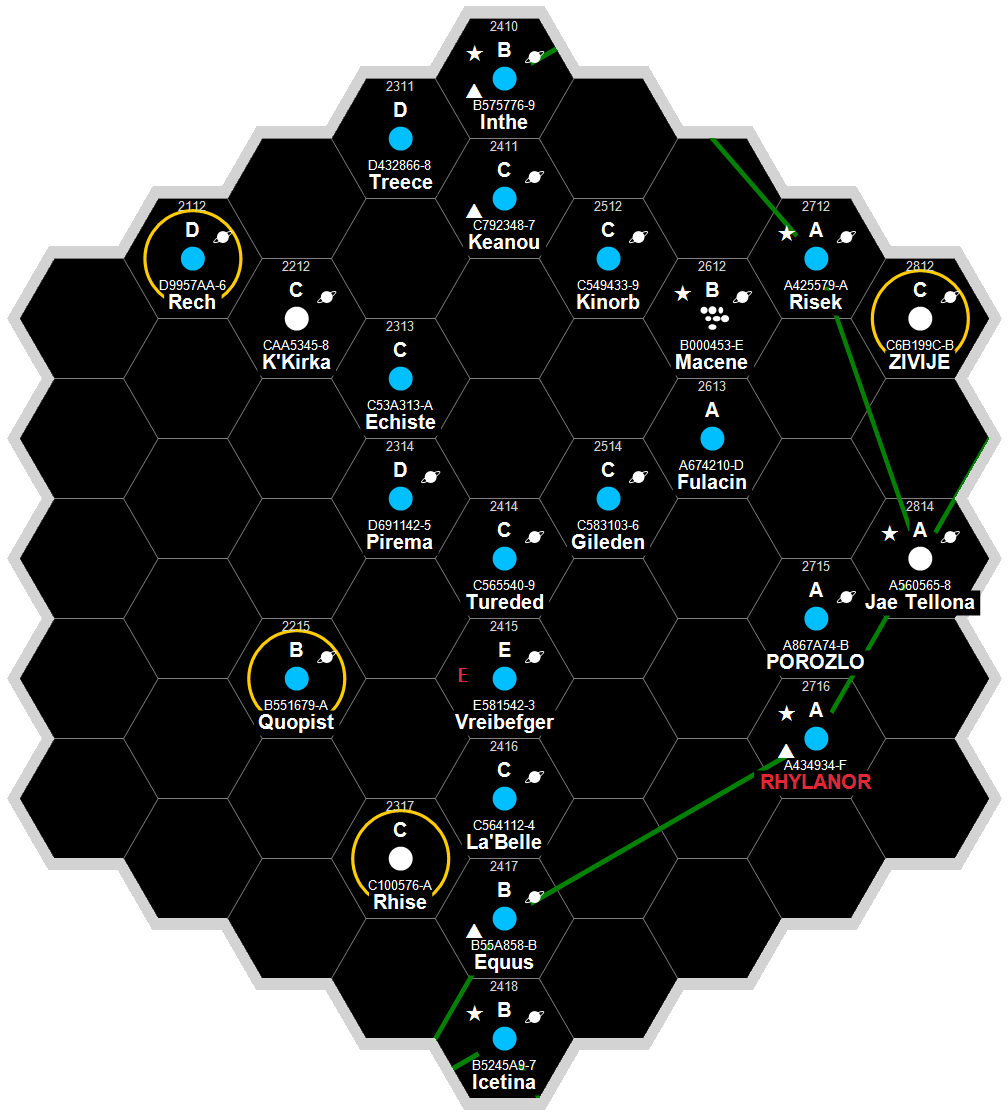 2410
B
B575776-9
Inthe
2311
D
D432866-8
Treece
2411
C
C792348-7
Keanou
2112
D
D9957AA-6
Rech
2512
C
C549433-9
Kinorb
2712
A
A425579-A
Risek
2212
C
CAA5345-8
K'Kirka
2612
B
B000453-E
Macene
2812
C
C6B199C-B
ZIVIJE
2313
C
C53A313-A
Echiste
2613
A
A674210-D
Fulacin
2314
D
D691142-5
Pirema
2514
C
C583103-6
Gileden
2414
C
C565540-9
Tureded
2814
A
A560565-8
Jae Tellona
2715
A
A867A74-B
POROZLO
2215
B
B551679-A
Quopist
2415
E
E
E581542-3
Vreibefger
2716
A
A434934-F
RHYLANOR
2416
C
C564112-4
La'Belle
2317
C
C100576-A
Rhise
2417
B
B55A858-B
Equus
2418
B
B5245A9-7
Icetina